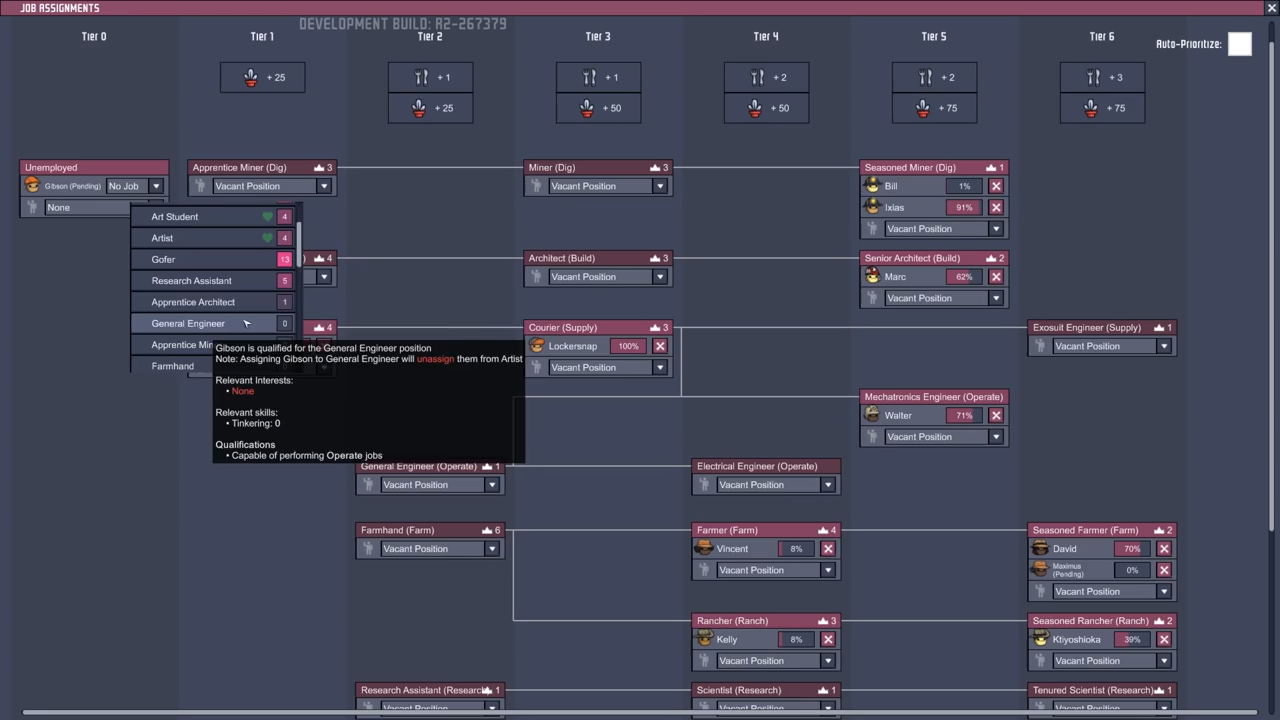 JOB ASSIGNMENTS
DEVELOPMENT BUILD: R2-267379
Tier 0
Tier 1
Tier 2
Tier 3
Tier 4
Tier 5
Tier 6
Auto-Prioritize:
+ 25
+ 1
+ 1
+ 2
+ 2
+ 3
+ 25
+ 50
+ 50
+ 75
+ 75
Unemployed
Gibson (Pending) No Job
None
Apprentice Miner (Dig) 3
Vacant Position
Miner (Dig) 3
Vacant Position
Seasoned Miner (Dig) 1
Bill 1%
Ixias 91%
Vacant Position
Art Student 4
Artist 4
Gofer 13
Research Assistant 5
Apprentice Architect 1
General Engineer 0
Apprentice Min
Farmhand
) 4
Architect (Build) 3
Vacant Position
Senior Architect (Build) 2
Marc 62%
Vacant Position
4
Courier (Supply) 3
Lockersnap 100%
Vacant Position
Exosuit Engineer (Supply) 1
Vacant Position
Gibson is qualified for the General Engineer position
Note: Assigning Gibson to General Engineer will unassign them from Artist
Relevant Interests:
• None
Relevant skills:
• Tinkering: 0
Qualifications
• Capable of performing Operate jobs
Mechatronics Engineer (Operate)
Walter 71%
Vacant Position
General Engineer (Operate) 1
Vacant Position
Electrical Engineer (Operate)
Vacant Position
Farmhand (Farm) 6
Vacant Position
Farmer (Farm) 4
Vincent 8%
Vacant Position
Seasoned Farmer (Farm) 2
David 70%
Maximus (Pending) 0%
Vacant Position
Rancher (Ranch) 3
Kelly 8%
Vacant Position
Seasoned Rancher (Ranch) 2
Ktiyoshioka 39%
Vacant Position
Research Assistant (Research 1
Vacant Position
Scientist (Research) 1
Vacant Position
Tenured Scientist (Research) 1
Vacant Position